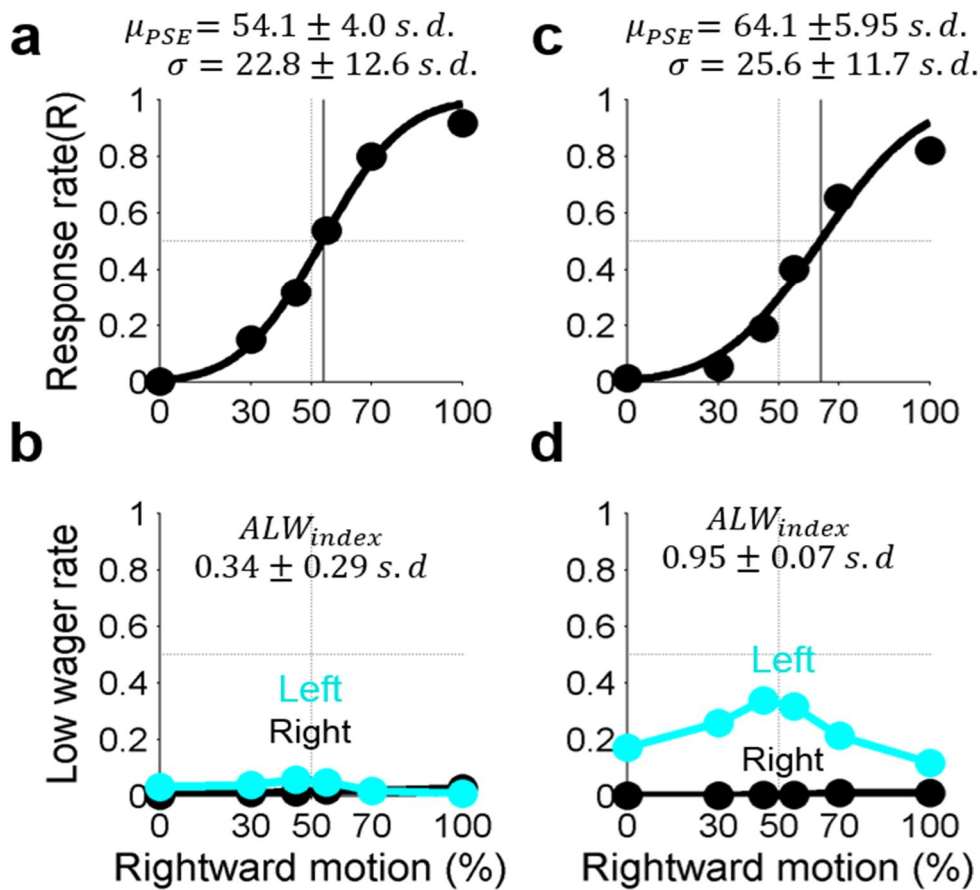 a
μPSE= 54.1 ± 4.0 s. d.
σ = 22.8 ± 12.6 s. d.
Response rate(R)
1
0.8
0.6
0.4
0.2
0
0 30 50 70 100
c
μPSE= 64.1 ±5.95 s. d.
σ = 25.6 ± 11.7 s. d.
1
0.8
0.6
0.4
0.2
0
0 30 50 70 100
b
Low wager rate
1
0.8
0.6
0.4
0.2
0
ALWindex
0.34 ± 0.29 s. d
Left
Right
0 30 50 70 100
Rightward motion (%)
d
1
0.8
0.6
0.4
0.2
0
ALWindex
0.95 ± 0.07 s. d
Left
Right
0 30 50 70 100
Rightward motion (%)